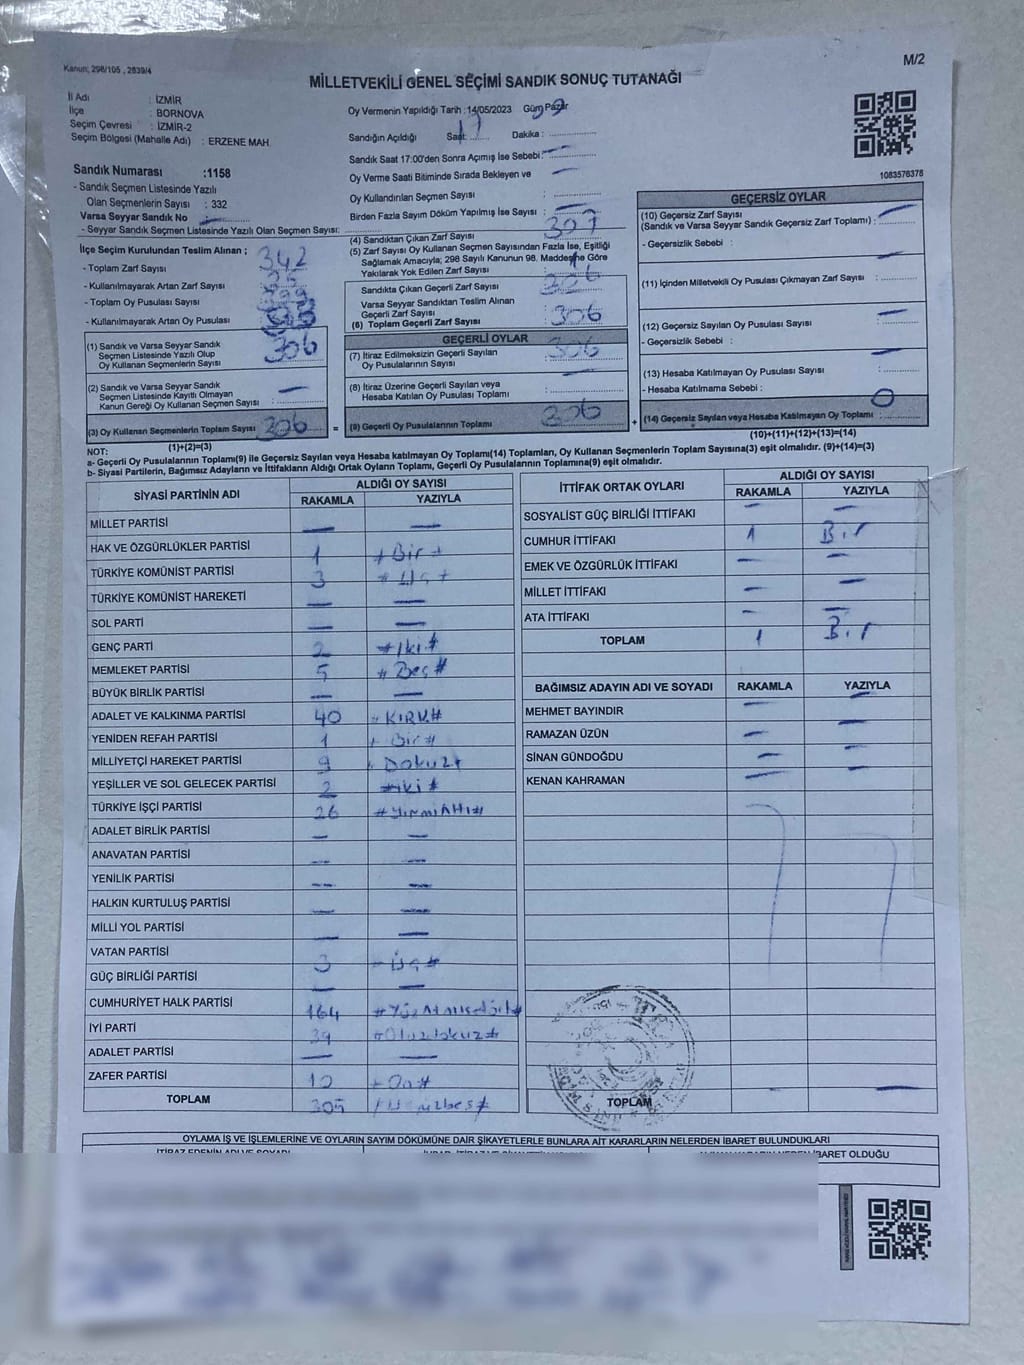 Kanun; 298/105 , 2839/4
M/2
MİLLETVEKİLİ GENEL SEÇİMİ SANDIK SONUÇ TUTANAĞI
İl Adı : İZMİR
İlçe : BORNOVA
Seçim Çevresi : İZMİR-2
Seçim Bölgesi (Mahalle Adı) : ERZENE MAH.
Oy Vermenin Yapıldığı Tarih : 14/05/2023 Gün: Pazar
Sandığın Açıldığı Saat: 17 Dakika :
Sandık Saat 17:00'den Sonra Açılmış İse Sebebi: —
Oy Verme Saati Bitiminde Sırada Bekleyen ve
Oy Kullandırılan Seçmen Sayısı : —
Birden Fazla Sayım Döküm Yapılmış İse Sayısı : —
1083576376
Sandık Numarası :1158
- Sandık Seçmen Listesinde Yazılı
Olan Seçmenlerin Sayısı : 332
Varsa Seyyar Sandık No —
- Seyyar Sandık Seçmen Listesinde Yazılı Olan Seçmen Sayısı:
İlçe Seçim Kurulundan Teslim Alınan ;
- Toplam Zarf Sayısı 342
- Kullanılmayarak Artan Zarf Sayısı
- Toplam Oy Pusulası Sayısı
- Kullanılmayarak Artan Oy Pusulası
(1) Sandık ve Varsa Seyyar Sandık
Seçmen Listesinde Yazılı Olup
Oy Kullanan Seçmenlerin Sayısı 306
(2) Sandık ve Varsa Seyyar Sandık
Seçmen Listesinde Kayıtlı Olmayan
Kanun Gereği Oy Kullanan Seçmen Sayısı : —
(3) Oy Kullanan Seçmenlerin Toplam Sayısı 306
(1)+(2)=(3)
(4) Sandıktan Çıkan Zarf Sayısı 307
(5) Zarf Sayısı Oy Kullanan Seçmen Sayısından Fazla İse, Eşitliği
Sağlamak Amacıyla; 298 Sayılı Kanunun 98. Maddesine Göre
Yakılarak Yok Edilen Zarf Sayısı : 1
Sandıkta Çıkan Geçerli Zarf Sayısı 306
Varsa Seyyar Sandıktan Teslim Alınan
Geçerli Zarf Sayısı :
(6) Toplam Geçerli Zarf Sayısı 306
GEÇERLİ OYLAR
(7) İtiraz Edilmeksizin Geçerli Sayılan
Oy Pusulalarının Sayısı 306
(8) İtiraz Üzerine Geçerli Sayılan veya
Hesaba Katılan Oy Pusulası Toplamı : —
= (9) Geçerli Oy Pusulalarının Toplamı 306
GEÇERSİZ OYLAR
(10) Geçersiz Zarf Sayısı
(Sandık ve Varsa Seyyar Sandık Geçersiz Zarf Toplamı) : —
- Geçersizlik Sebebi :
(11) İçinden Milletvekili Oy Pusulası Çıkmayan Zarf Sayısı : —
(12) Geçersiz Sayılan Oy Pusulası Sayısı : —
- Geçersizlik Sebebi :
(13) Hesaba Katılmayan Oy Pusulası Sayısı : —
- Hesaba Katılmama Sebebi :
+ (14) Geçersiz Sayılan veya Hesaba Katılmayan Oy Toplamı : 0
(10)+(11)+(12)+(13)=(14)
NOT:
a- Geçerli Oy Pusulalarının Toplamı(9) ile Geçersiz Sayılan veya Hesaba katılmayan Oy Toplamı(14) Toplamları, Oy Kullanan Seçmenlerin Toplam Sayısına(3) eşit olmalıdır. (9)+(14)=(3)
b- Siyasi Partilerin, Bağımsız Adayların ve İttifakların Aldığı Ortak Oyların Toplamı, Geçerli Oy Pusulalarının Toplamına(9) eşit olmalıdır.
SİYASİ PARTİNİN ADI ALDIĞI OY SAYISI
RAKAMLA YAZIYLA
MİLLET PARTİSİ — —
HAK VE ÖZGÜRLÜKLER PARTİSİ 1 # Bir #
TÜRKİYE KOMÜNİST PARTİSİ 3 # Üç #
TÜRKİYE KOMÜNİST HAREKETİ — —
SOL PARTİ — —
GENÇ PARTİ 2 # İki #
MEMLEKET PARTİSİ 5 # Beş #
BÜYÜK BİRLİK PARTİSİ — —
ADALET VE KALKINMA PARTİSİ 40 # KIRK #
YENİDEN REFAH PARTİSİ 1 # Bir #
MİLLİYETÇİ HAREKET PARTİSİ 9 # Dokuz #
YEŞİLLER VE SOL GELECEK PARTİSİ 2 # iki #
TÜRKİYE İŞÇİ PARTİSİ 26 # YirmiAltı #
ADALET BİRLİK PARTİSİ — —
ANAVATAN PARTİSİ — —
YENİLİK PARTİSİ — —
HALKIN KURTULUŞ PARTİSİ — —
MİLLİ YOL PARTİSİ — —
VATAN PARTİSİ 3 # Üç #
GÜÇ BİRLİĞİ PARTİSİ — —
CUMHURİYET HALK PARTİSİ 164 # YüzAtmışdört #
İYİ PARTİ 39 # Otuzdokuz #
ADALET PARTİSİ — —
ZAFER PARTİSİ 10 # On #
TOPLAM 305
İTTİFAK ORTAK OYLARI ALDIĞI OY SAYISI
RAKAMLA YAZIYLA
SOSYALİST GÜÇ BİRLİĞİ İTTİFAKI — —
CUMHUR İTTİFAKI 1 Bir
EMEK VE ÖZGÜRLÜK İTTİFAKI — —
MİLLET İTTİFAKI — —
ATA İTTİFAKI — —
TOPLAM 1 Bir
BAĞIMSIZ ADAYIN ADI VE SOYADI RAKAMLA YAZIYLA
MEHMET BAYINDIR — —
RAMAZAN ÜZÜN — —
SİNAN GÜNDOĞDU — —
KENAN KAHRAMAN — —
TOPLAM — —
OYLAMA İŞ VE İŞLEMLERİNE VE OYLARIN SAYIM DÖKÜMÜNE DAİR ŞİKAYETLERLE BUNLARA AİT KARARLARIN NELERDEN İBARET BULUNDUKLARI
İTİRAZ EDENİN ADI VE SOYADI
İBARET OLDUĞU